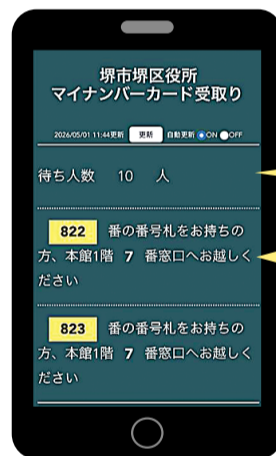 堺市堺区役所
マイナンバーカード受取り
2026/05/01 11:44更新 更新 自動更新 ON OFF
待ち人数 10 人
822 番の番号札をお持ちの
方、本館1階 7 番窓口へお越しく
ださい
823 番の番号札をお持ちの
方、本館1階 7 番窓口へお越しく
ださい